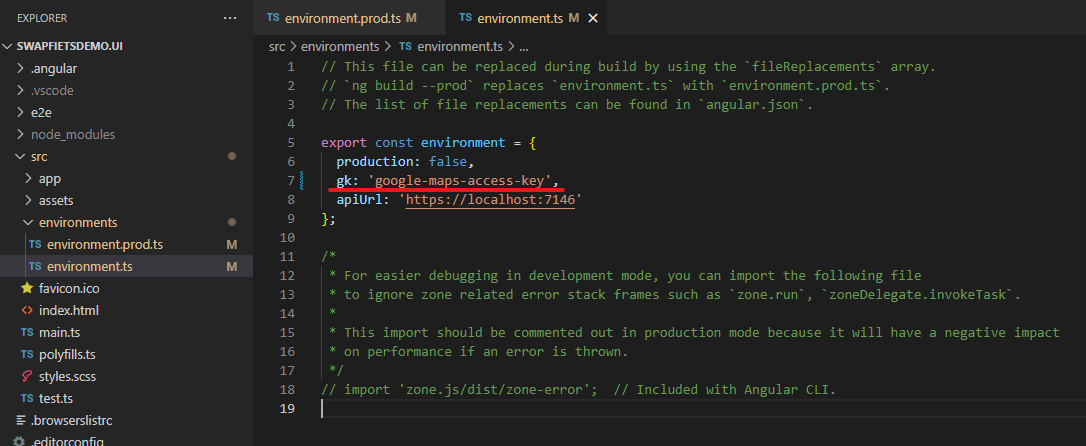 EXPLORER ...
SWAPFIETSDEMO.UI
.angular
.vscode
e2e
node_modules
src
app
assets
environments
TS environment.prod.ts M
TS environment.ts M
favicon.ico
<> index.html
TS main.ts
TS polyfills.ts
styles.scss
TS test.ts
.browserslistrc
.editorconfig
TS environment.prod.ts M
TS environment.ts M ×
src > environments > TS environment.ts > ...
1 // This file can be replaced during build by using the `fileReplacements` array.
2 // `ng build --prod` replaces `environment.ts` with `environment.prod.ts`.
3 // The list of file replacements can be found in `angular.json`.
4
5 export const environment = {
6 production: false,
7 gk: 'google-maps-access-key',
8 apiUrl: 'https://localhost:7146'
9 };
10
11 /*
12 * For easier debugging in development mode, you can import the following file
13 * to ignore zone related error stack frames such as `zone.run`, `zoneDelegate.invokeTask`.
14 *
15 * This import should be commented out in production mode because it will have a negative impact
16 * on performance if an error is thrown.
17 */
18 // import 'zone.js/dist/zone-error';  // Included with Angular CLI.
19